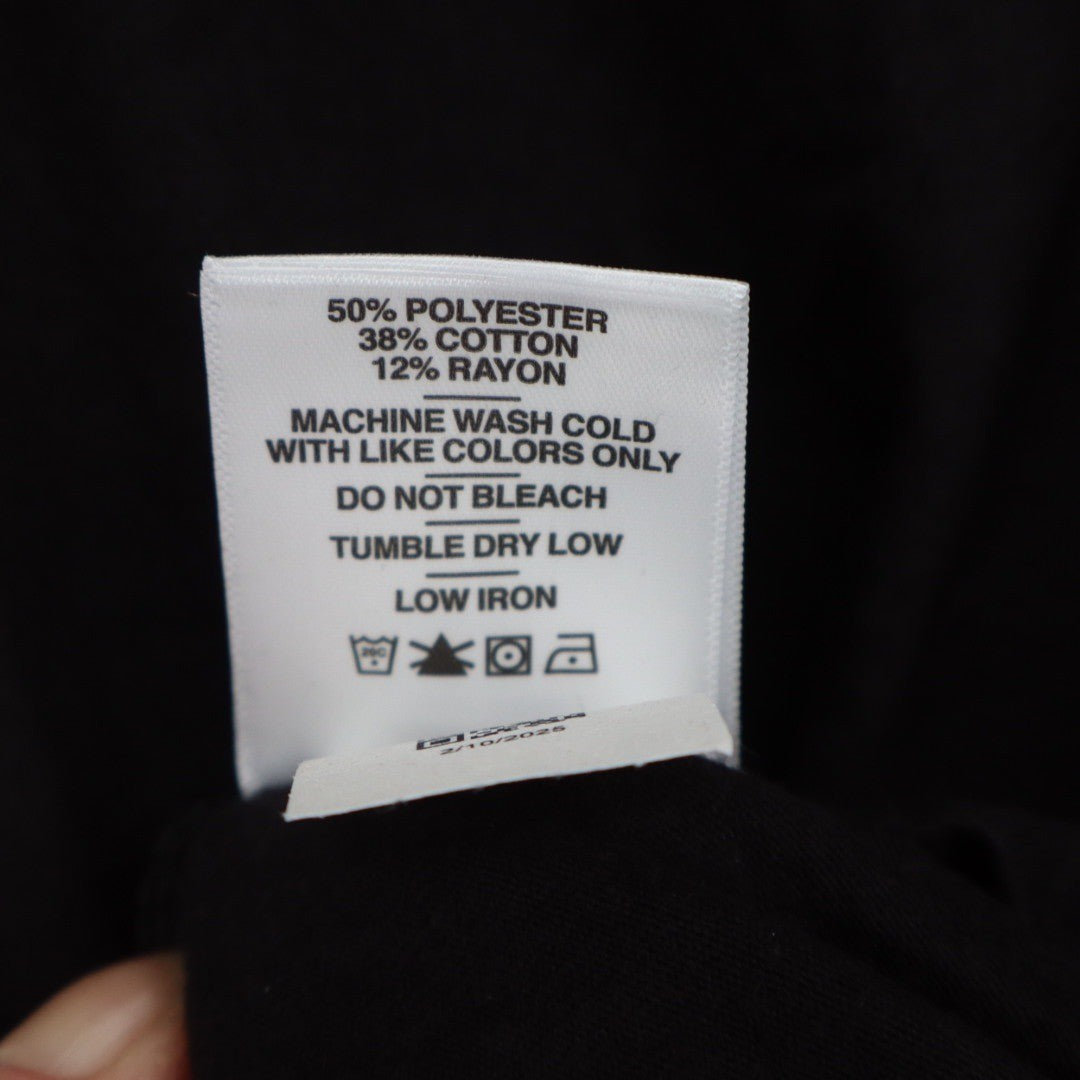 50% POLYESTER
38% COTTON
12% RAYON
MACHINE WASH COLD
WITH LIKE COLORS ONLY
DO NOT BLEACH
TUMBLE DRY LOW
LOW IRON
20C
2/10/2025